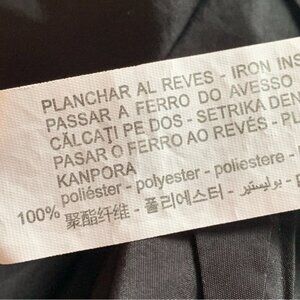 PLANCHAR AL REVES - IRON INS
PASSAR A FERRO DO AVESSO
CĂLCAȚI PE DOS - SETRIKA DEN
PASAR O FERRO AO REVÉS - PL
KANPORA
poliéster - polyester - poliestere -
100% 聚酯纤维 - 폴리에스터 - بوليستير -